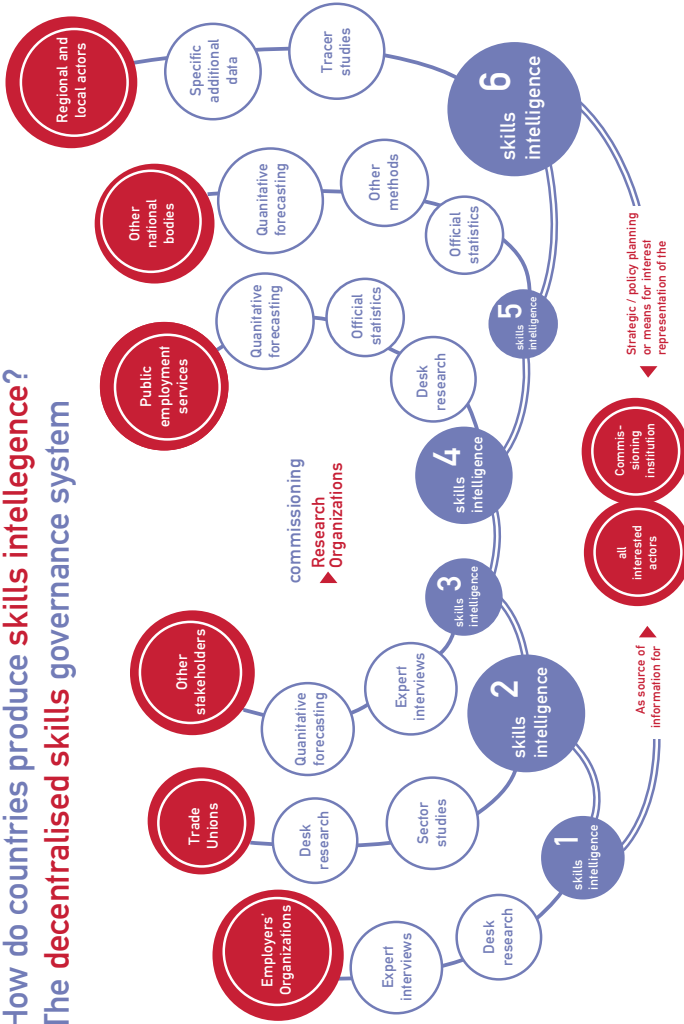 How do countries produce skills intellegence?
The decentralised skills governance system
Employers'
Organizations
Expert
interviews
Desk
research
1
skills
intelligence
Trade
Unions
Desk
research
Sector
studies
2
skills
intelligence
Other
stakeholders
Quanitative
forecasting
Expert
interviews
3
skills
intelligence
commissioning
Research
Organizations
Public
employment
services
Quanitative
forecasting
Official
statistics
Desk
research
4
skills
intelligence
Other
national
bodies
Quanitative
forecasting
Other
methods
Official
statistics
5
skills
intelligence
Regional and
local actors
Specific
additional
data
Tracer
studies
6
skills
intelligence
As source of
information for
all
interested
actors
Commis-
sioning
institution
Strategic / policy planning
or means for interest
representation of the